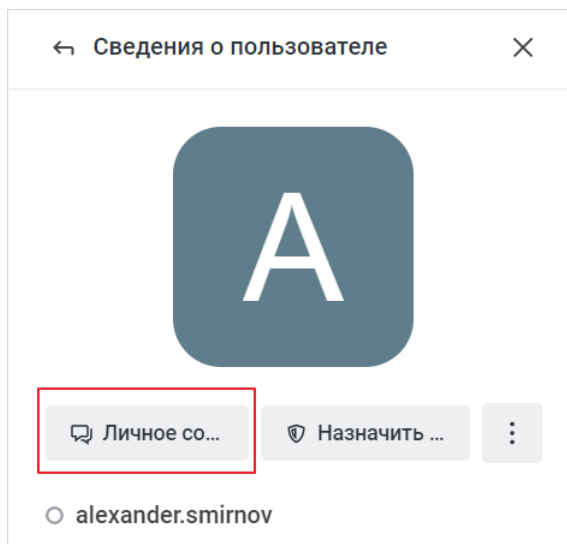 Сведения о пользователе
A
Личное со...
Назначить ...
alexander.smirnov